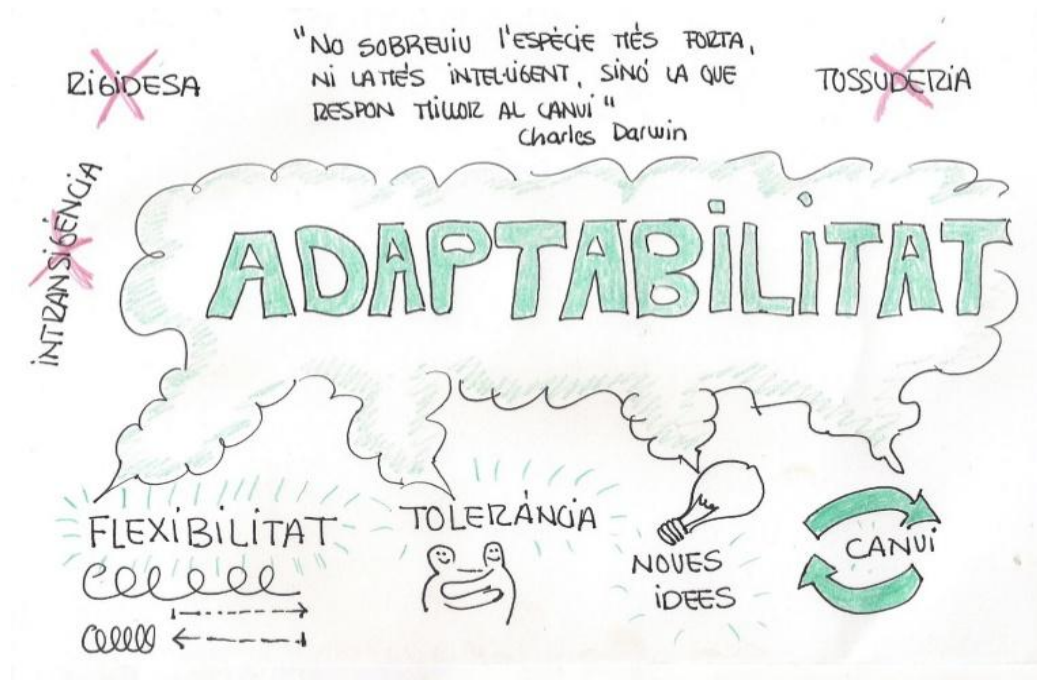 RIGIDESA
"NO SOBREVIU l'ESPÈCIE MÉS FORTA,
NI LA MÉS INTEL·LIGENT, SINÓ LA QUE
RESPON MILLOR AL CANVI"
Charles Darwin
TOSSUDERIA
INTRANSIGÈNCIA
ADAPTABILITAT
FLEXIBILITAT
TOLERÀNCIA
NOVES
IDEES
CANVI